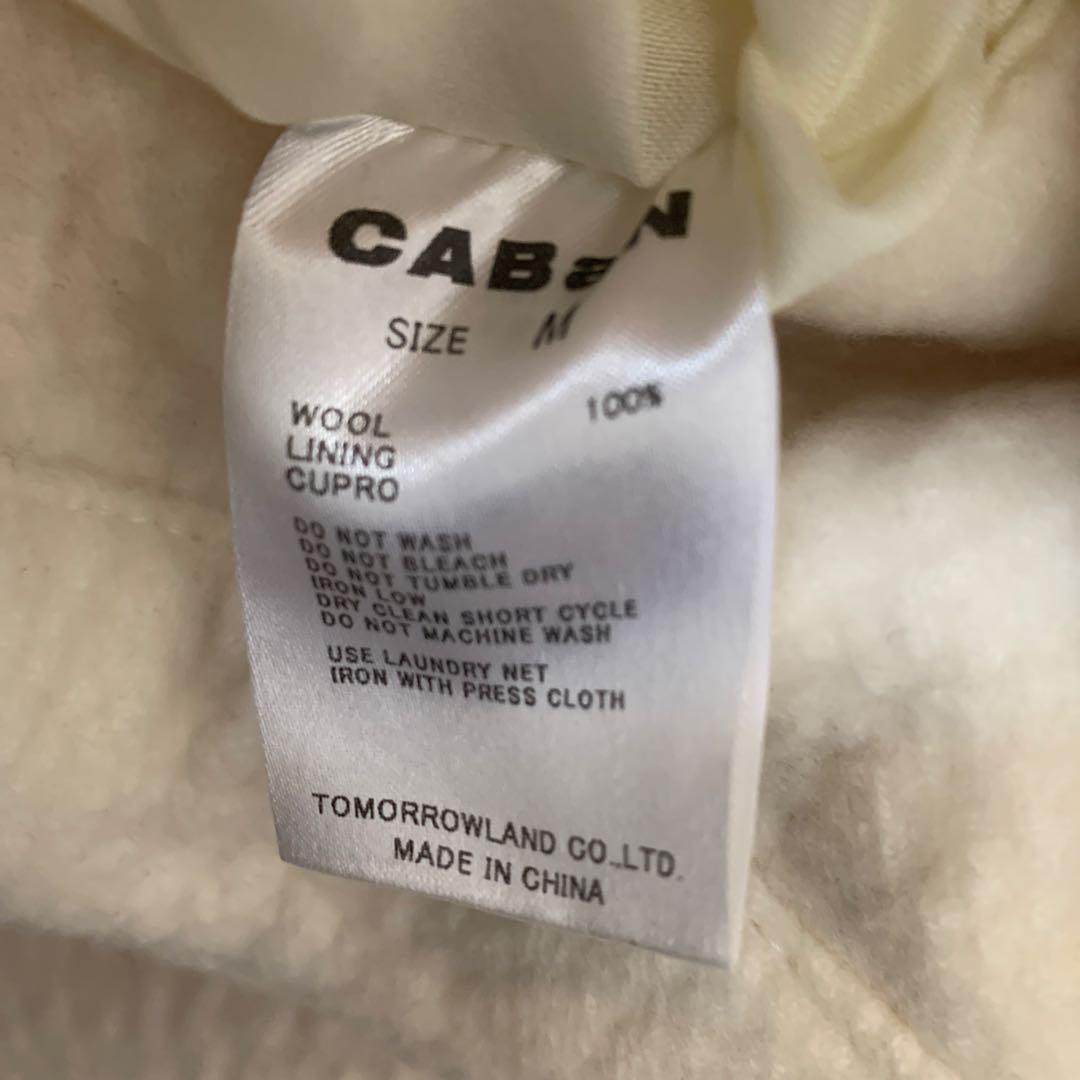 CABaN
SIZE M
WOOL 100%
LINING
CUPRO
DO NOT WASH
DO NOT BLEACH
DO NOT TUMBLE DRY
IRON LOW
DRY CLEAN SHORT CYCLE
DO NOT MACHINE WASH
USE LAUNDRY NET
IRON WITH PRESS CLOTH
TOMORROWLAND CO.,LTD.
MADE IN CHINA